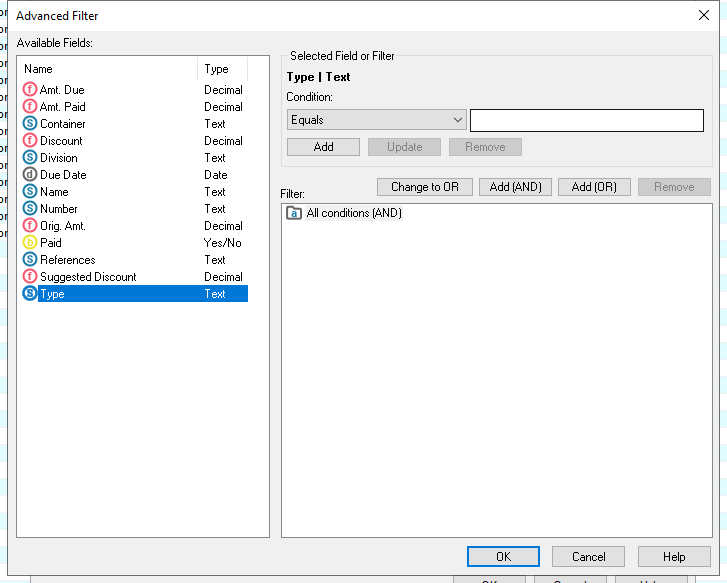 Advanced Filter
Available Fields:
Name Type
f Amt. Due Decimal
f Amt. Paid Decimal
S Container Text
f Discount Decimal
S Division Text
d Due Date Date
S Name Text
S Number Text
f Orig. Amt. Decimal
b Paid Yes/No
S References Text
f Suggested Discount Decimal
S Type Text
Selected Field or Filter
Type | Text
Condition:
Equals
Add Update Remove
Filter:
Change to OR Add (AND) Add (OR) Remove
a All conditions (AND)
OK Cancel Help